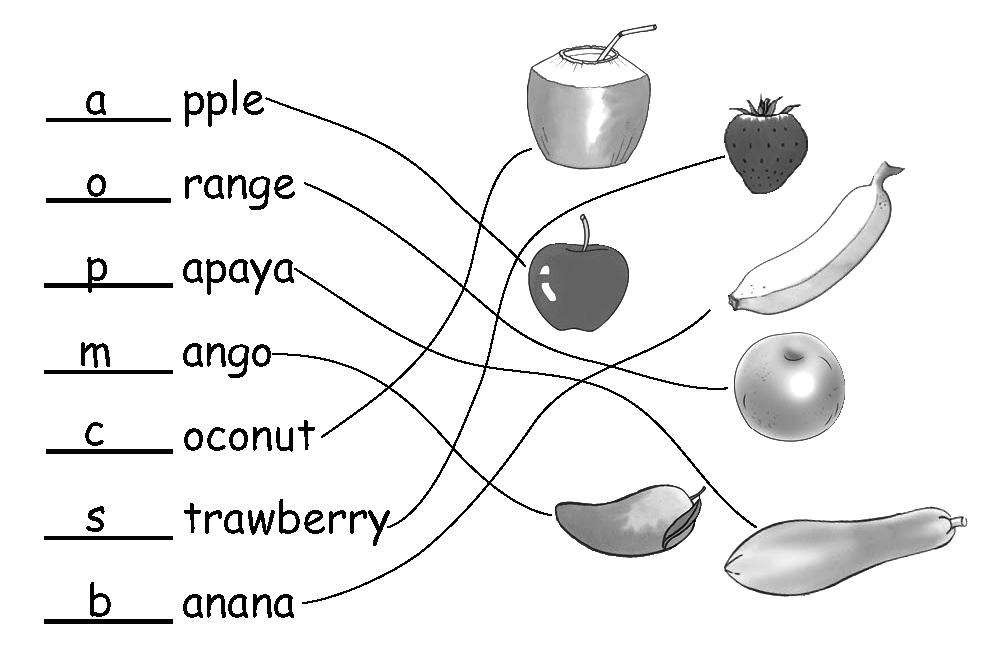 a pple
o range
p apaya
m ango
c oconut
s trawberry
b anana